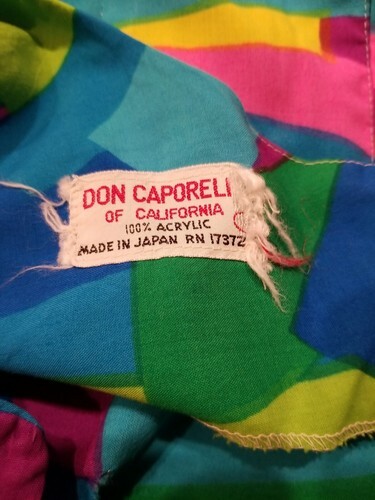 DON CAPORELI
OF CALIFORNIA
100% ACRYLIC
MADE IN JAPAN RN 17372